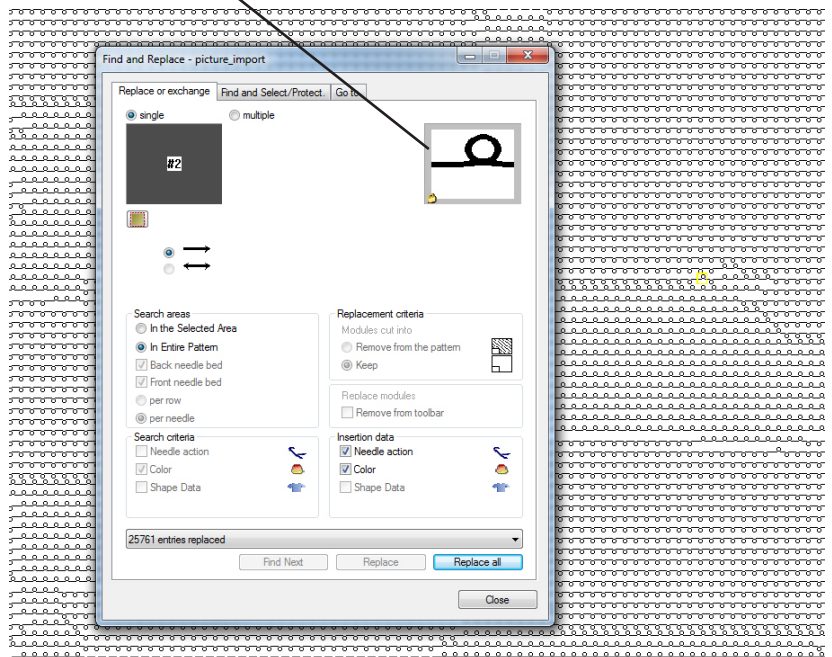 Find and Replace - picture_import
Replace or exchange Find and Select/Protect. Go to
single multiple
#2
Search areas
In the Selected Area
In Entire Pattern
Back needle bed
Front needle bed
per row
per needle
Replacement criteria
Modules cut into
Remove from the pattern
Keep
Replace modules
Remove from toolbar
Search criteria
Needle action
Color
Shape Data
Insertion data
Needle action
Color
Shape Data
25761 entries replaced
Find Next Replace Replace all
Close